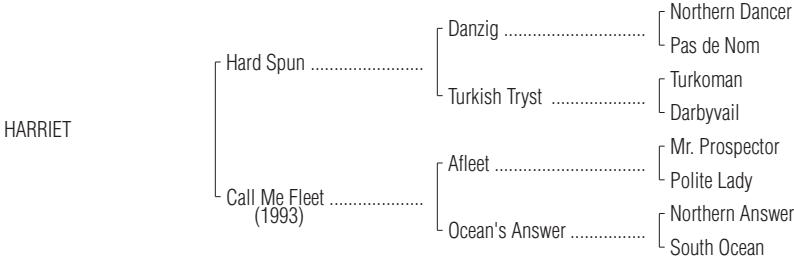 Northern Dancer
Danzig ..............................
Pas de Nom
Hard Spun ........................
Turkoman
Turkish Tryst ....................
Darbyvail
HARRIET
Mr. Prospector
Afleet ................................
Polite Lady
Call Me Fleet ....................
(1993)
Northern Answer
Ocean's Answer ................
South Ocean